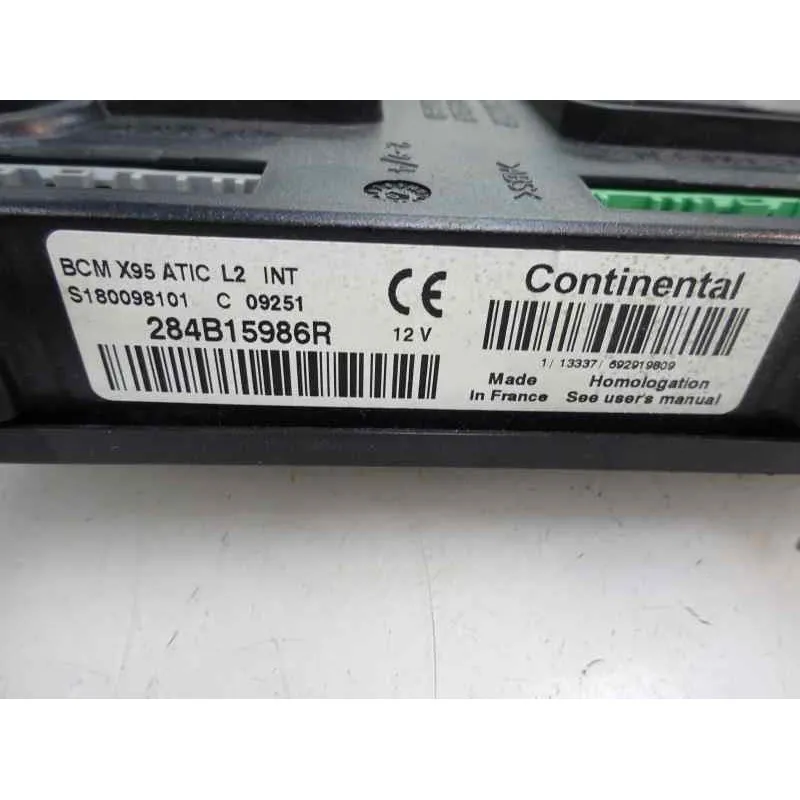 BCM X95 ATIC L2 INT
S180098101 C 09251
284B15986R
CE
12 V
Continental
1/ 13337/ 692919809
Made
In France
Homologation
See user's manual